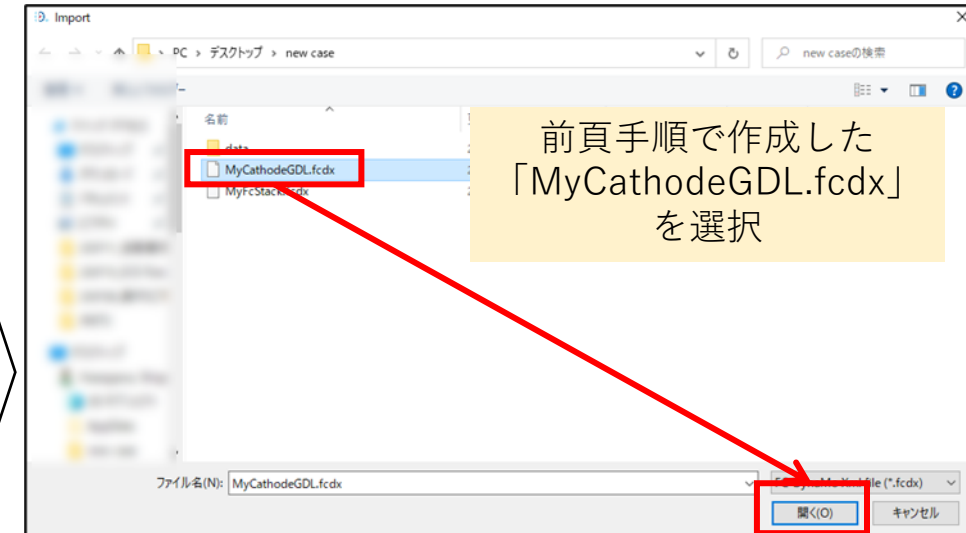 Import
PC › デスクトップ › new case
new caseの検索
名前
data
MyCathodeGDL.fcdx
MyFcStack.fcdx
前頁手順で作成した
「MyCathodeGDL.fcdx」
を選択
ファイル名(N):
MyCathodeGDL.fcdx
(*.fcdx)
開く(O)
キャンセル